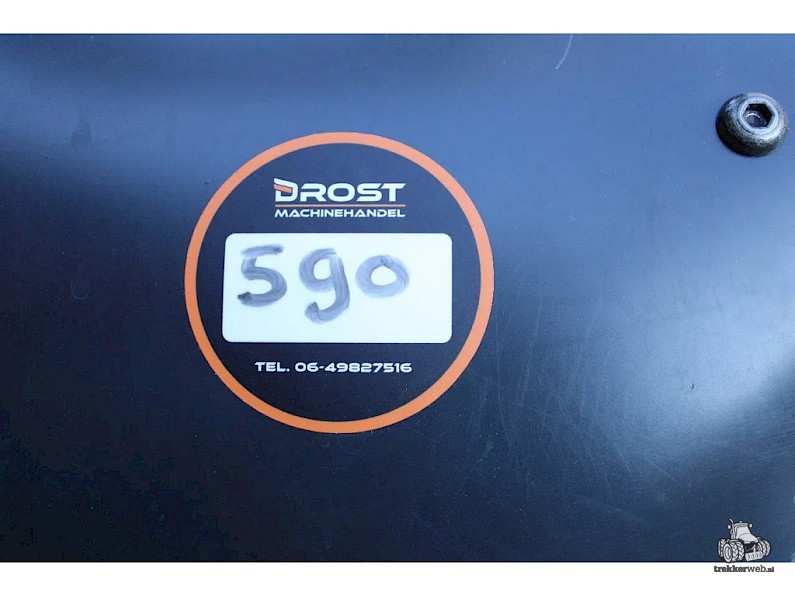 DROST
MACHINEHANDEL
590
TEL. 06-49827516
trekkerweb.nl